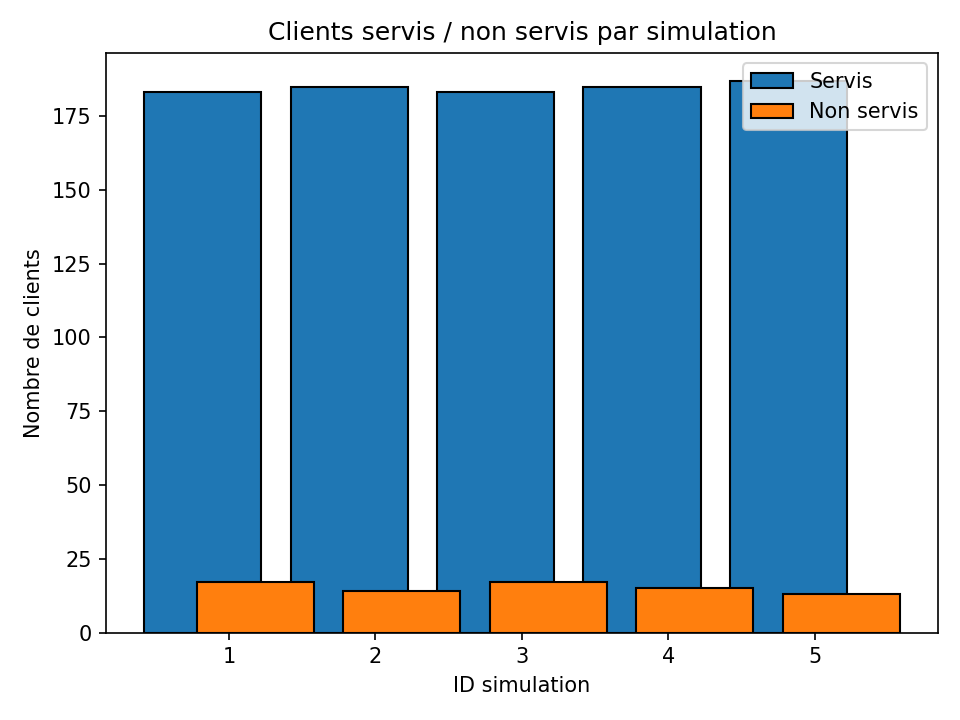 Clients servis / non servis par simulation
Servis
Non servis
Nombre de clients
175
150
125
100
75
50
25
0
1 2 3 4 5
ID simulation